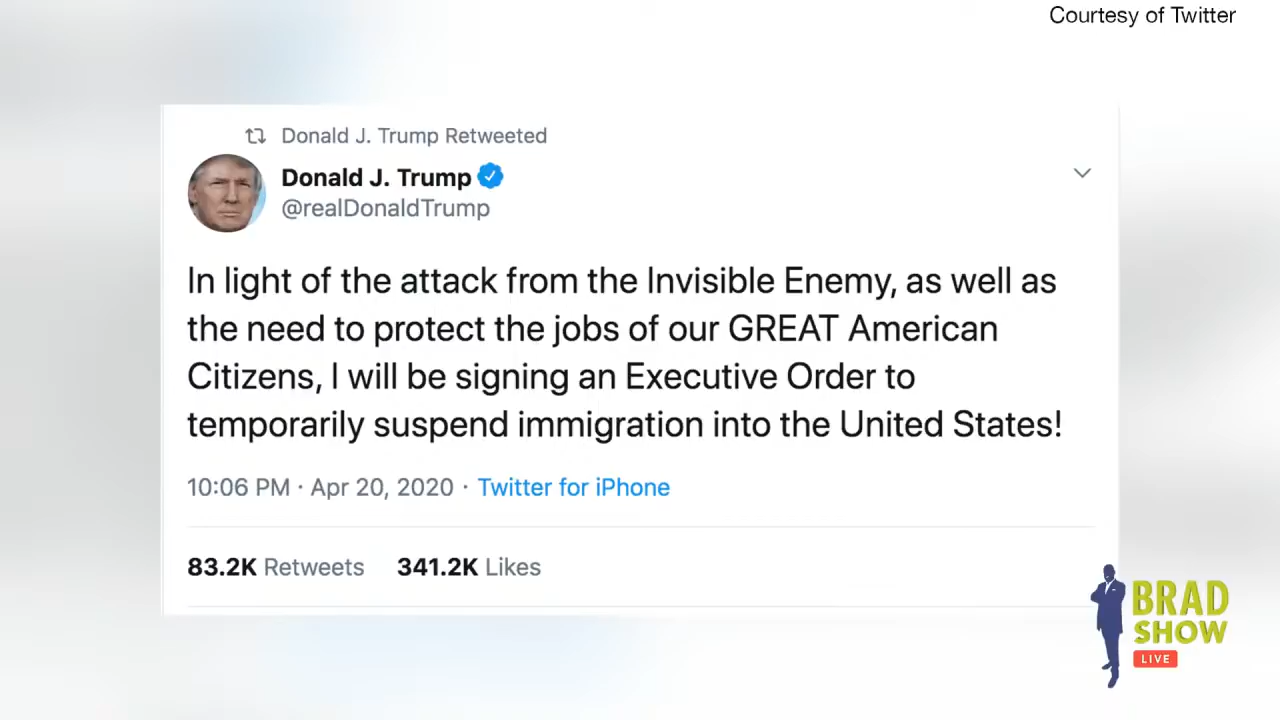 Courtesy of Twitter
Donald J. Trump Retweeted
Donald J. Trump
@realDonaldTrump
In light of the attack from the Invisible Enemy, as well as
the need to protect the jobs of our GREAT American
Citizens, I will be signing an Executive Order to
temporarily suspend immigration into the United States!
10:06 PM · Apr 20, 2020 · Twitter for iPhone
83.2K Retweets 341.2K Likes
BRAD
SHOW
LIVE